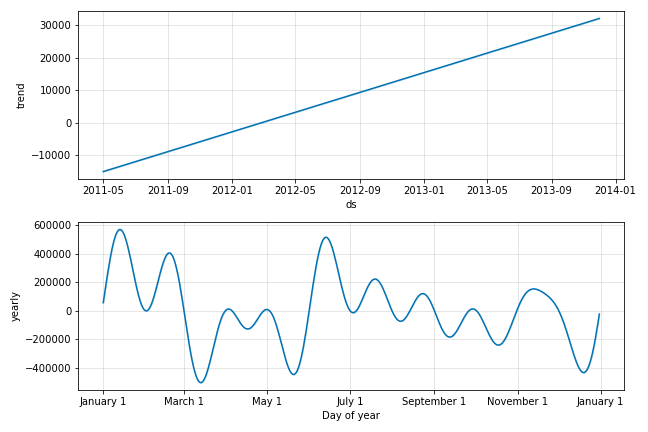 30000
20000
10000
0
−10000
trend
2011-05 2011-09 2012-01 2012-05 2012-09 2013-01 2013-05 2013-09 2014-01
ds
600000
400000
200000
0
−200000
−400000
yearly
January 1 March 1 May 1 July 1 September 1 November 1 January 1
Day of year